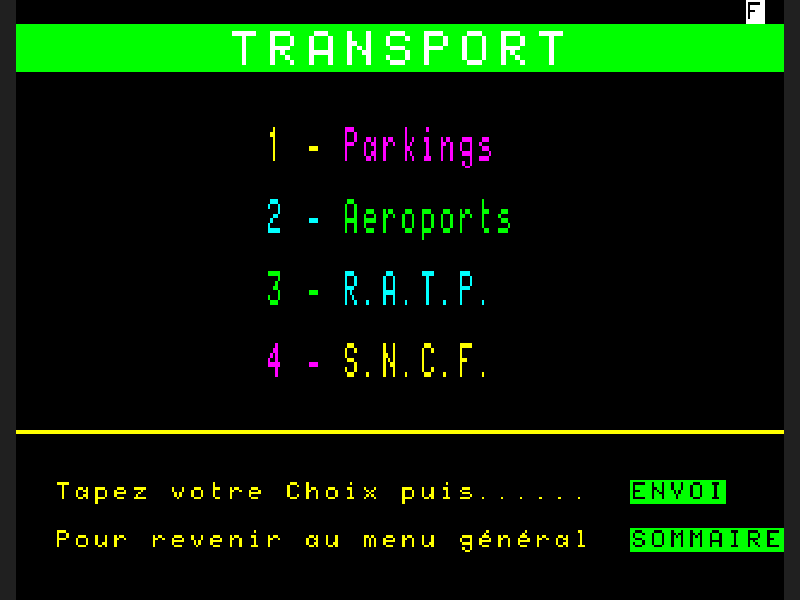 F
TRANSPORT
1 - Parkings
2 - Aeroports
3 - R.A.T.P.
4 - S.N.C.F.
Tapez votre Choix puis...... ENVOI
Pour revenir au menu général SOMMAIRE